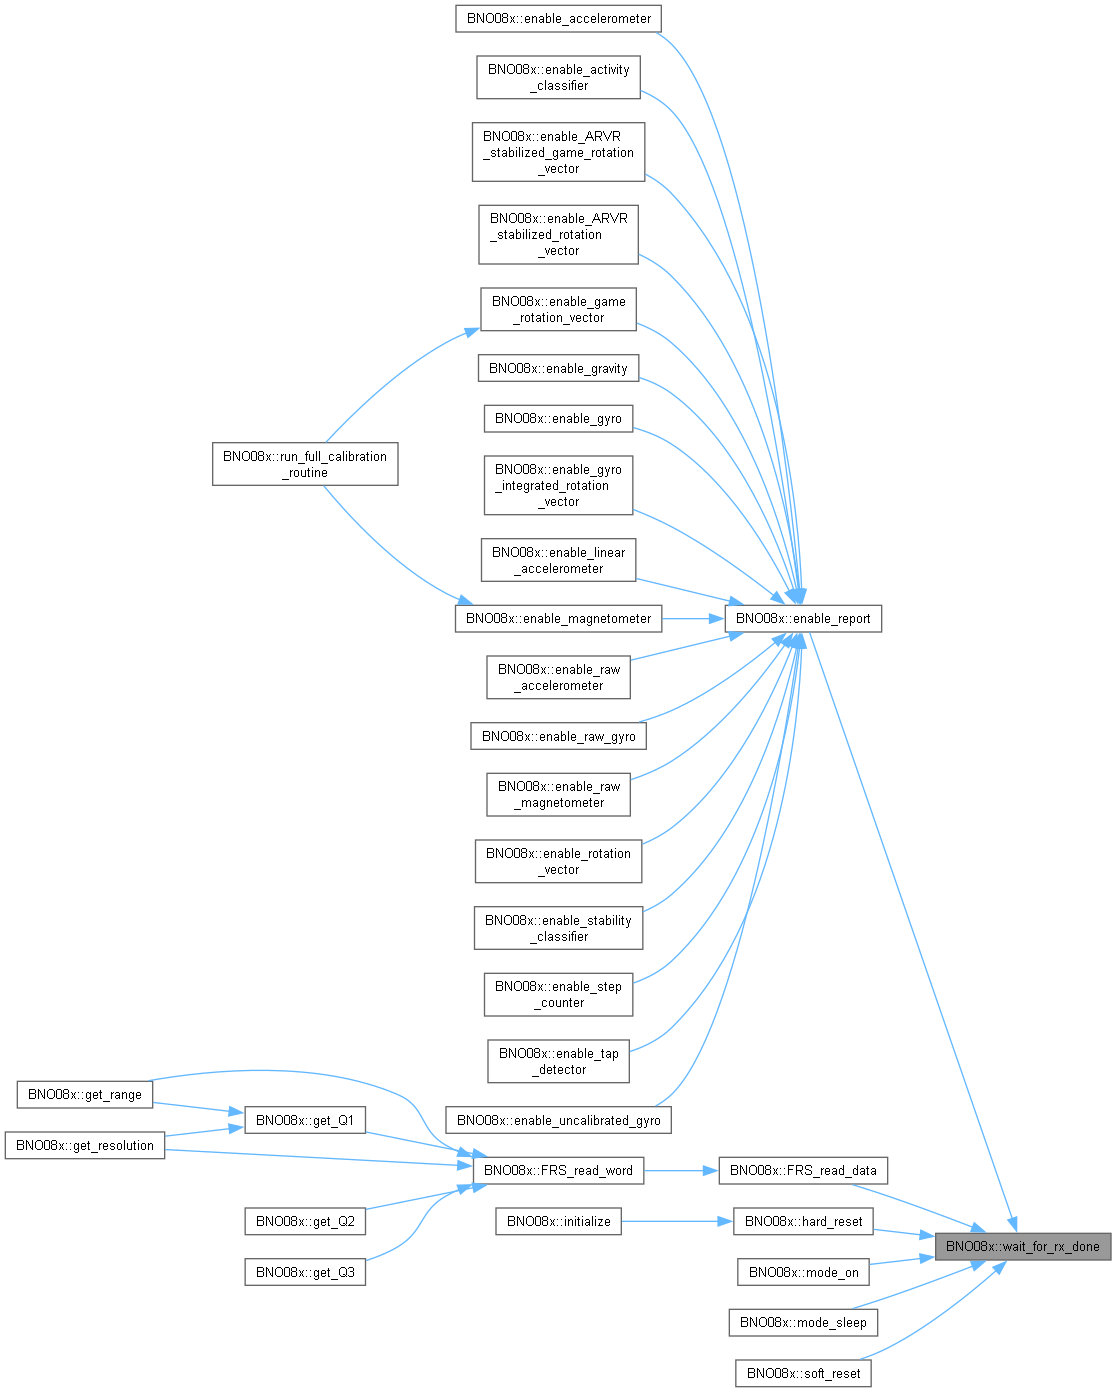 BNO08x::enable_accelerometer
BNO08x::enable_activity
_classifier
BNO08x::enable_ARVR
_stabilized_game_rotation
_vector
BNO08x::enable_ARVR
_stabilized_rotation
_vector
BNO08x::enable_game
_rotation_vector
BNO08x::enable_gravity
BNO08x::enable_gyro
BNO08x::run_full_calibration
_routine
BNO08x::enable_gyro
_integrated_rotation
_vector
BNO08x::enable_linear
_accelerometer
BNO08x::enable_magnetometer
BNO08x::enable_report
BNO08x::enable_raw
_accelerometer
BNO08x::enable_raw_gyro
BNO08x::enable_raw
_magnetometer
BNO08x::enable_rotation
_vector
BNO08x::enable_stability
_classifier
BNO08x::enable_step
_counter
BNO08x::enable_tap
_detector
BNO08x::get_range
BNO08x::get_Q1
BNO08x::enable_uncalibrated_gyro
BNO08x::get_resolution
BNO08x::FRS_read_word
BNO08x::FRS_read_data
BNO08x::get_Q2
BNO08x::initialize
BNO08x::hard_reset
BNO08x::wait_for_rx_done
BNO08x::get_Q3
BNO08x::mode_on
BNO08x::mode_sleep
BNO08x::soft_reset